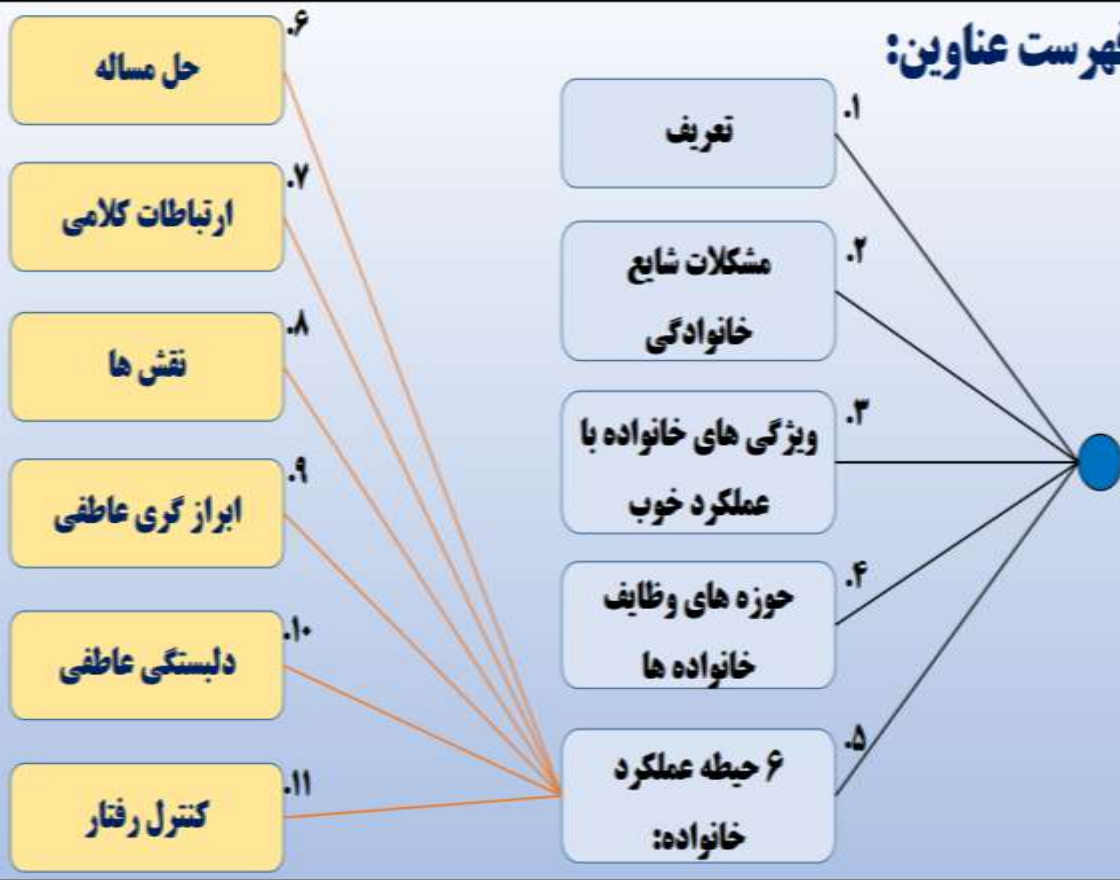 فهرست عناوین:
۱.
تعریف
۲.
مشکلات شایع
خانوادگی
۳.
ویژگی های خانواده با
عملکرد خوب
۴.
حوزه های وظایف
خانواده ها
۵.
۶ حیطه عملکرد
خانواده:
۶.
حل مساله
۷.
ارتباطات کلامی
۸.
نقش ها
۹.
ابراز گری عاطفی
۱۰.
دلبستگی عاطفی
۱۱.
کنترل رفتار